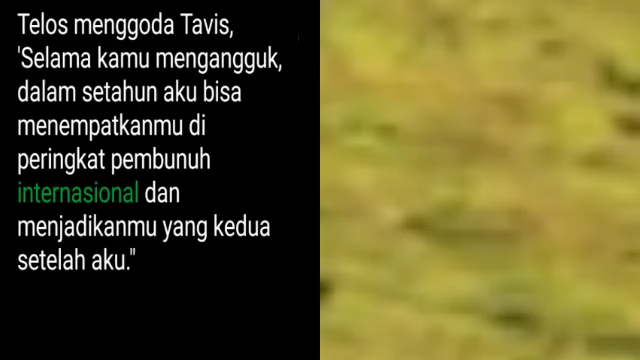 Telos menggoda Tavis,
'Selama kamu mengangguk,
dalam setahun aku bisa
menempatkanmu di
peringkat pembunuh
internasional dan
menjadikanmu yang kedua
setelah aku."